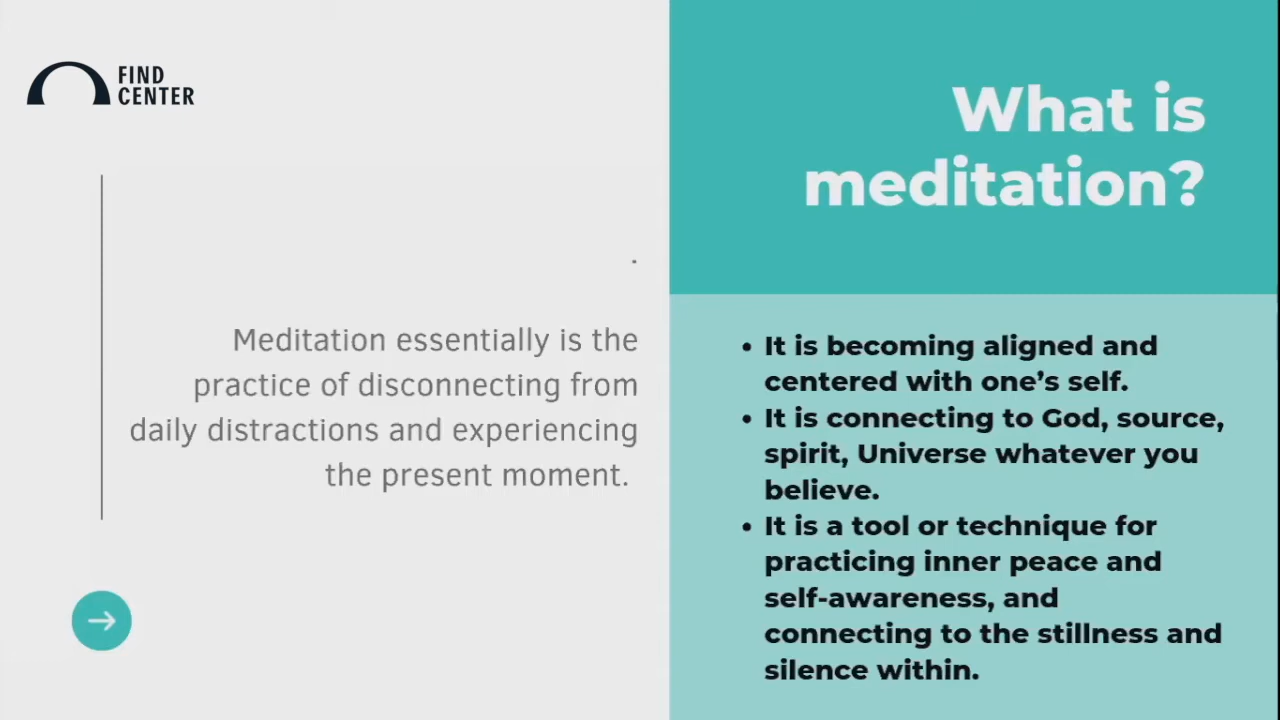 FIND
CENTER
What is
meditation?
.
Meditation essentially is the
practice of disconnecting from
daily distractions and experiencing
the present moment.
• It is becoming aligned and
centered with one’s self.
• It is connecting to God, source,
spirit, Universe whatever you
believe.
• It is a tool or technique for
practicing inner peace and
self-awareness, and
connecting to the stillness and
silence within.